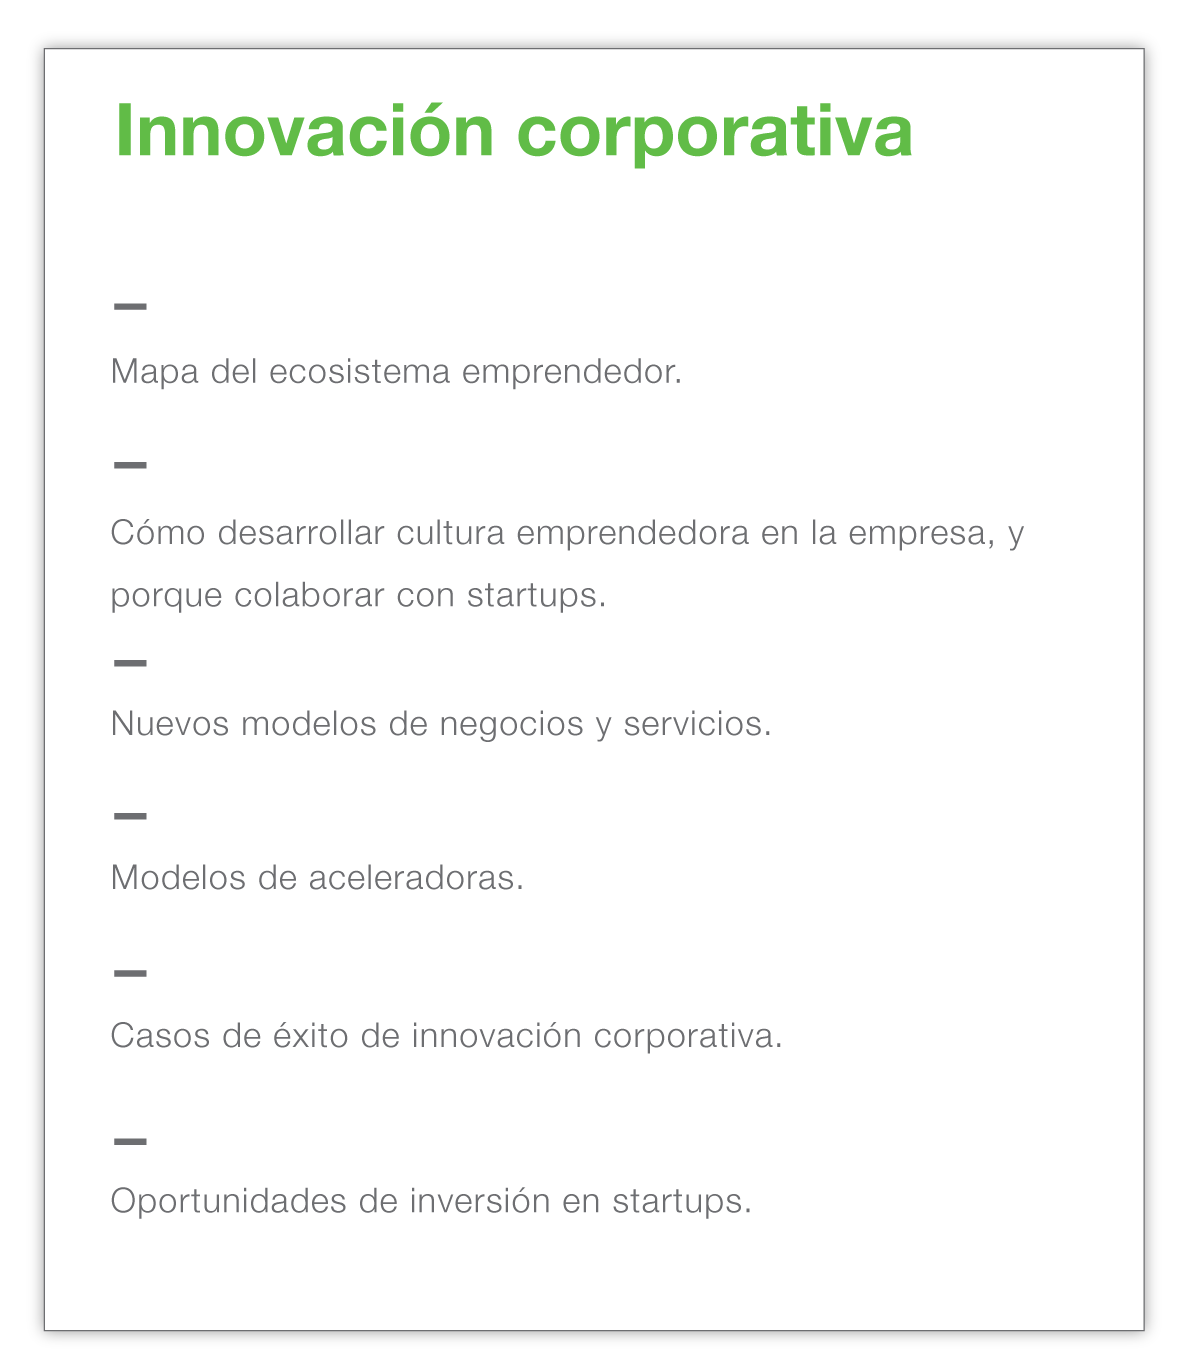 Innovación corporativa
–
Mapa del ecosistema emprendedor.
–
Cómo desarrollar cultura emprendedora en la empresa, y
porque colaborar con startups.
–
Nuevos modelos de negocios y servicios.
–
Modelos de aceleradoras.
–
Casos de éxito de innovación corporativa.
–
Oportunidades de inversión en startups.